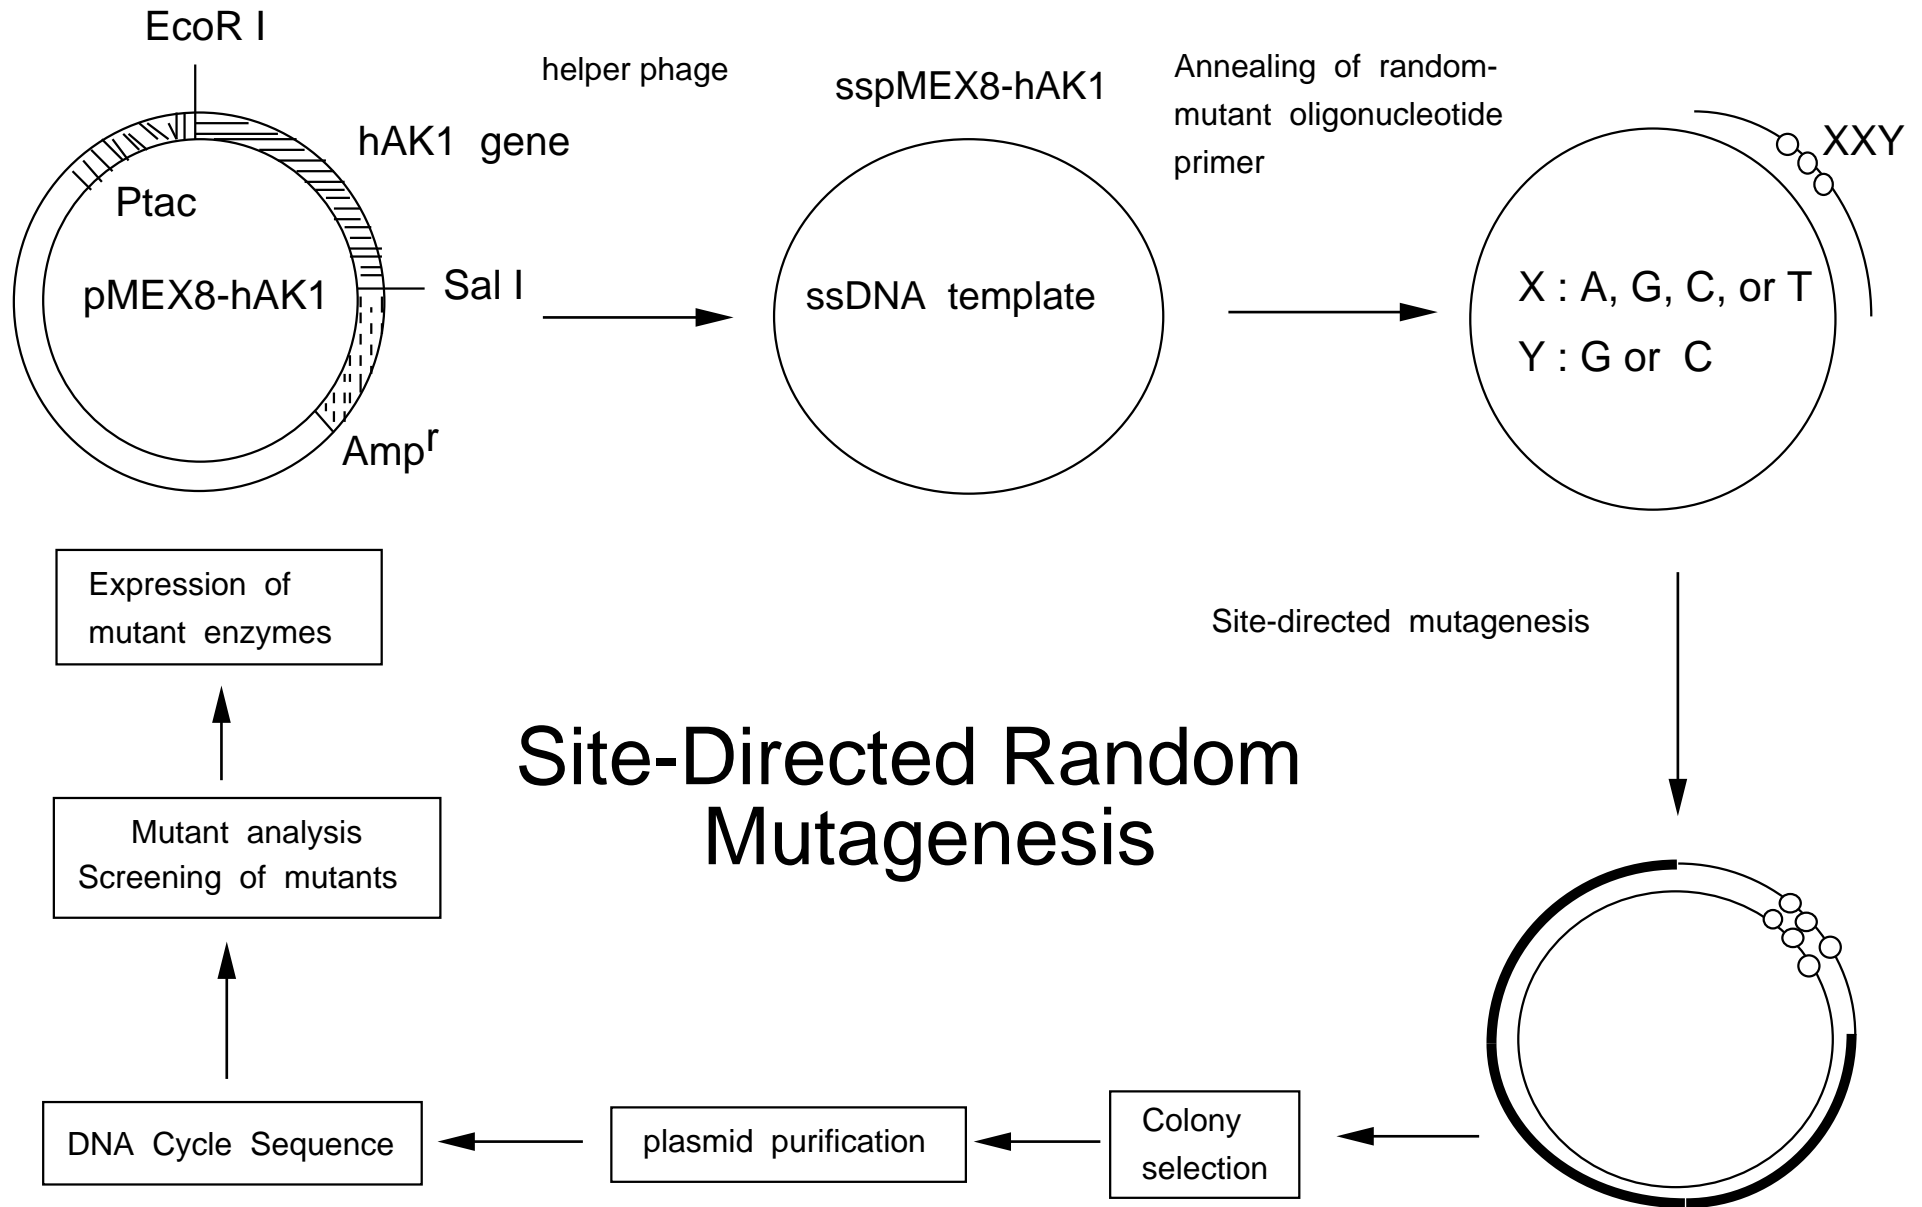 EcoR I
helper phage
hAK1 gene
Ptac
pMEX8-hAK1
Sal I
Ampr
sspMEX8-hAK1
ssDNA template
Annealing of random-
mutant oligonucleotide
primer
XXY
X : A, G, C, or T
Y : G or C
Site-directed mutagenesis
Site-Directed Random
Mutagenesis
Colony
selection
plasmid purification
DNA Cycle Sequence
Mutant analysis
Screening of mutants
Expression of
mutant enzymes